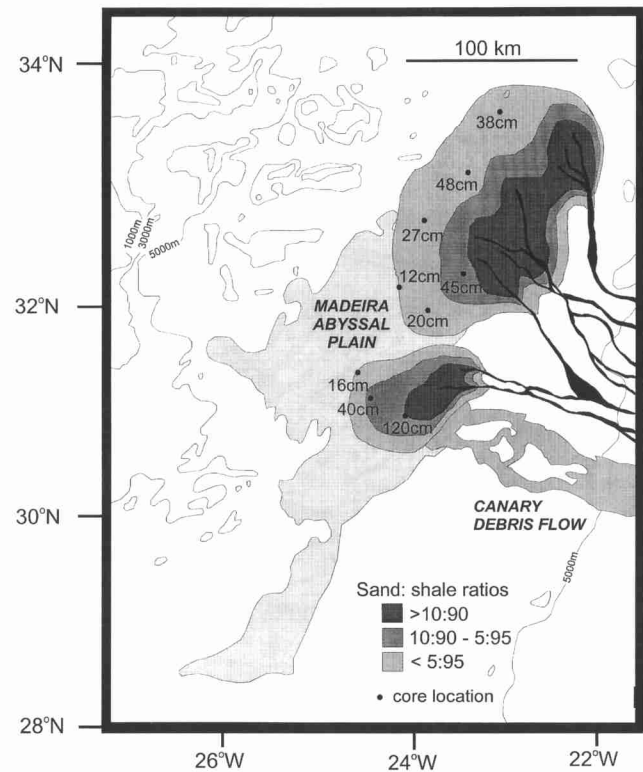 100 km
34°N
38cm
48cm
27cm
1000m
3000m
5000m
12cm
45cm
32°N
20cm
MADEIRA
ABYSSAL
PLAIN
16cm
40cm
120cm
30°N
CANARY
DEBRIS FLOW
5000m
Sand: shale ratios
>10:90
10:90 - 5:95
< 5:95
core location
28°N
26°W
24°W
22°W